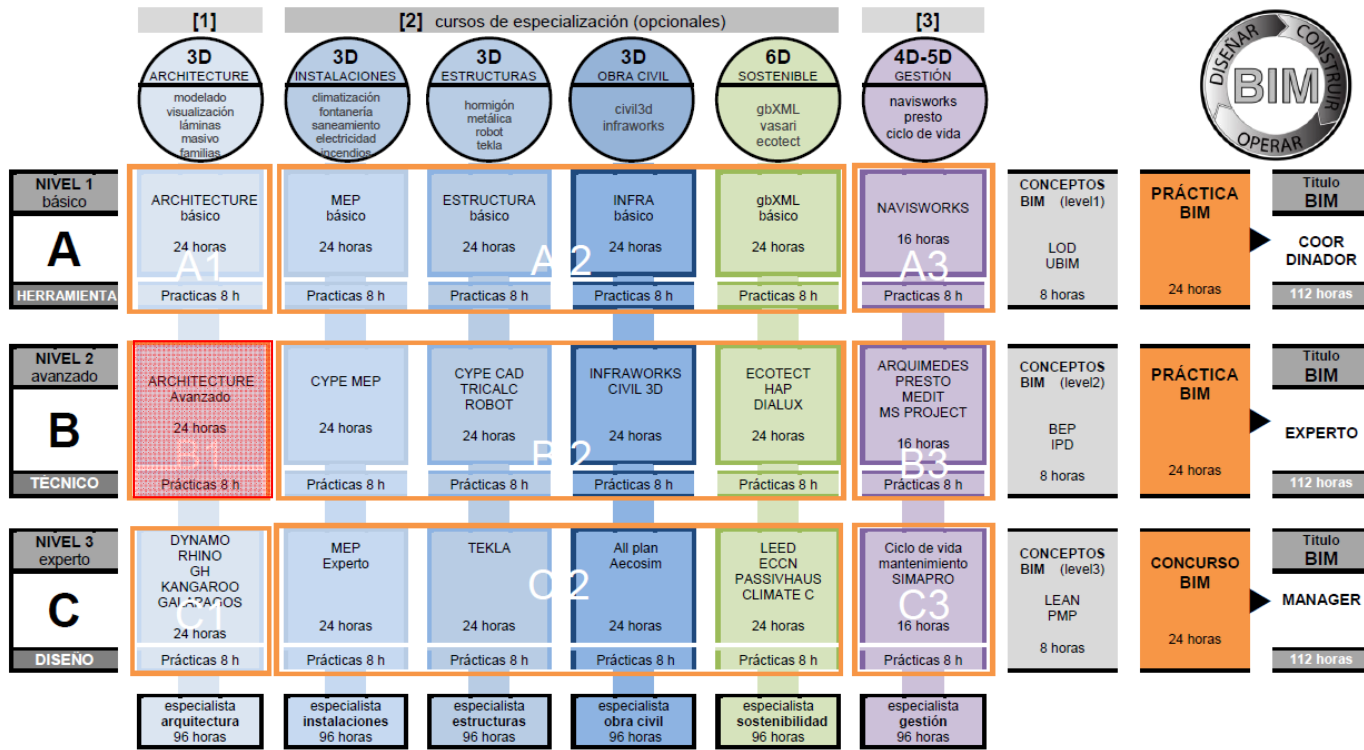 [1]
[2] cursos de especialización (opcionales)
[3]
3D
ARCHITECTURE
modelado
visualización
láminas
masivo
familias
3D
INSTALACIONES
climatización
fontanería
saneamiento
electricidad
incendios
3D
ESTRUCTURAS
hormigón
metálica
robot
tekla
3D
OBRA CIVIL
civil3d
infraworks
6D
SOSTENIBLE
gbXML
vasari
ecotect
4D-5D
GESTIÓN
navisworks
presto
ciclo de vida
DISEÑAR
CONSTRUIR
OPERAR
BIM
NIVEL 1
básico
A
HERRAMIENTA
ARCHITECTURE
básico
24 horas
A1
Practicas 8 h
MEP
básico
24 horas
Practicas 8 h
ESTRUCTURA
básico
24 horas
Practicas 8 h
A 2
INFRA
básico
24 horas
Practicas 8 h
gbXML
básico
24 horas
Practicas 8 h
NAVISWORKS
16 horas
A3
Practicas 8 h
CONCEPTOS
BIM (level1)
LOD
UBIM
8 horas
PRÁCTICA
BIM
24 horas
Titulo
BIM
COOR
DINADOR
112 horas
NIVEL 2
avanzado
B
TÉCNICO
ARCHITECTURE
Avanzado
24 horas
B1
Prácticas 8 h
CYPE MEP
24 horas
Prácticas 8 h
CYPE CAD
TRICALC
ROBOT
24 horas
Prácticas 8 h
B 2
INFRAWORKS
CIVIL 3D
24 horas
Prácticas 8 h
ECOTECT
HAP
DIALUX
24 horas
Prácticas 8 h
ARQUIMEDES
PRESTO
MEDIT
MS PROJECT
16 horas
B3
Prácticas 8 h
CONCEPTOS
BIM (level2)
BEP
IPD
8 horas
PRÁCTICA
BIM
24 horas
Titulo
BIM
EXPERTO
112 horas
NIVEL 3
experto
C
DISEÑO
DYNAMO
RHINO
GH
KANGAROO
GALAPAGOS
C1
24 horas
Prácticas 8 h
MEP
Experto
24 horas
Prácticas 8 h
TEKLA
24 horas
Prácticas 8 h
C 2
All plan
Aecosim
24 horas
Prácticas 8 h
LEED
ECCN
PASSIVHAUS
CLIMATE C
24 horas
Prácticas 8 h
Ciclo de vida
mantenimiento
SIMAPRO
C3
16 horas
Prácticas 8 h
CONCEPTOS
BIM (level3)
LEAN
PMP
8 horas
CONCURSO
BIM
24 horas
Titulo
BIM
MANAGER
112 horas
especialista
arquitectura
96 horas
especialista
instalaciones
96 horas
especialista
estructuras
96 horas
especialista
obra civil
96 horas
especialista
sostenibilidad
96 horas
especialista
gestión
96 horas